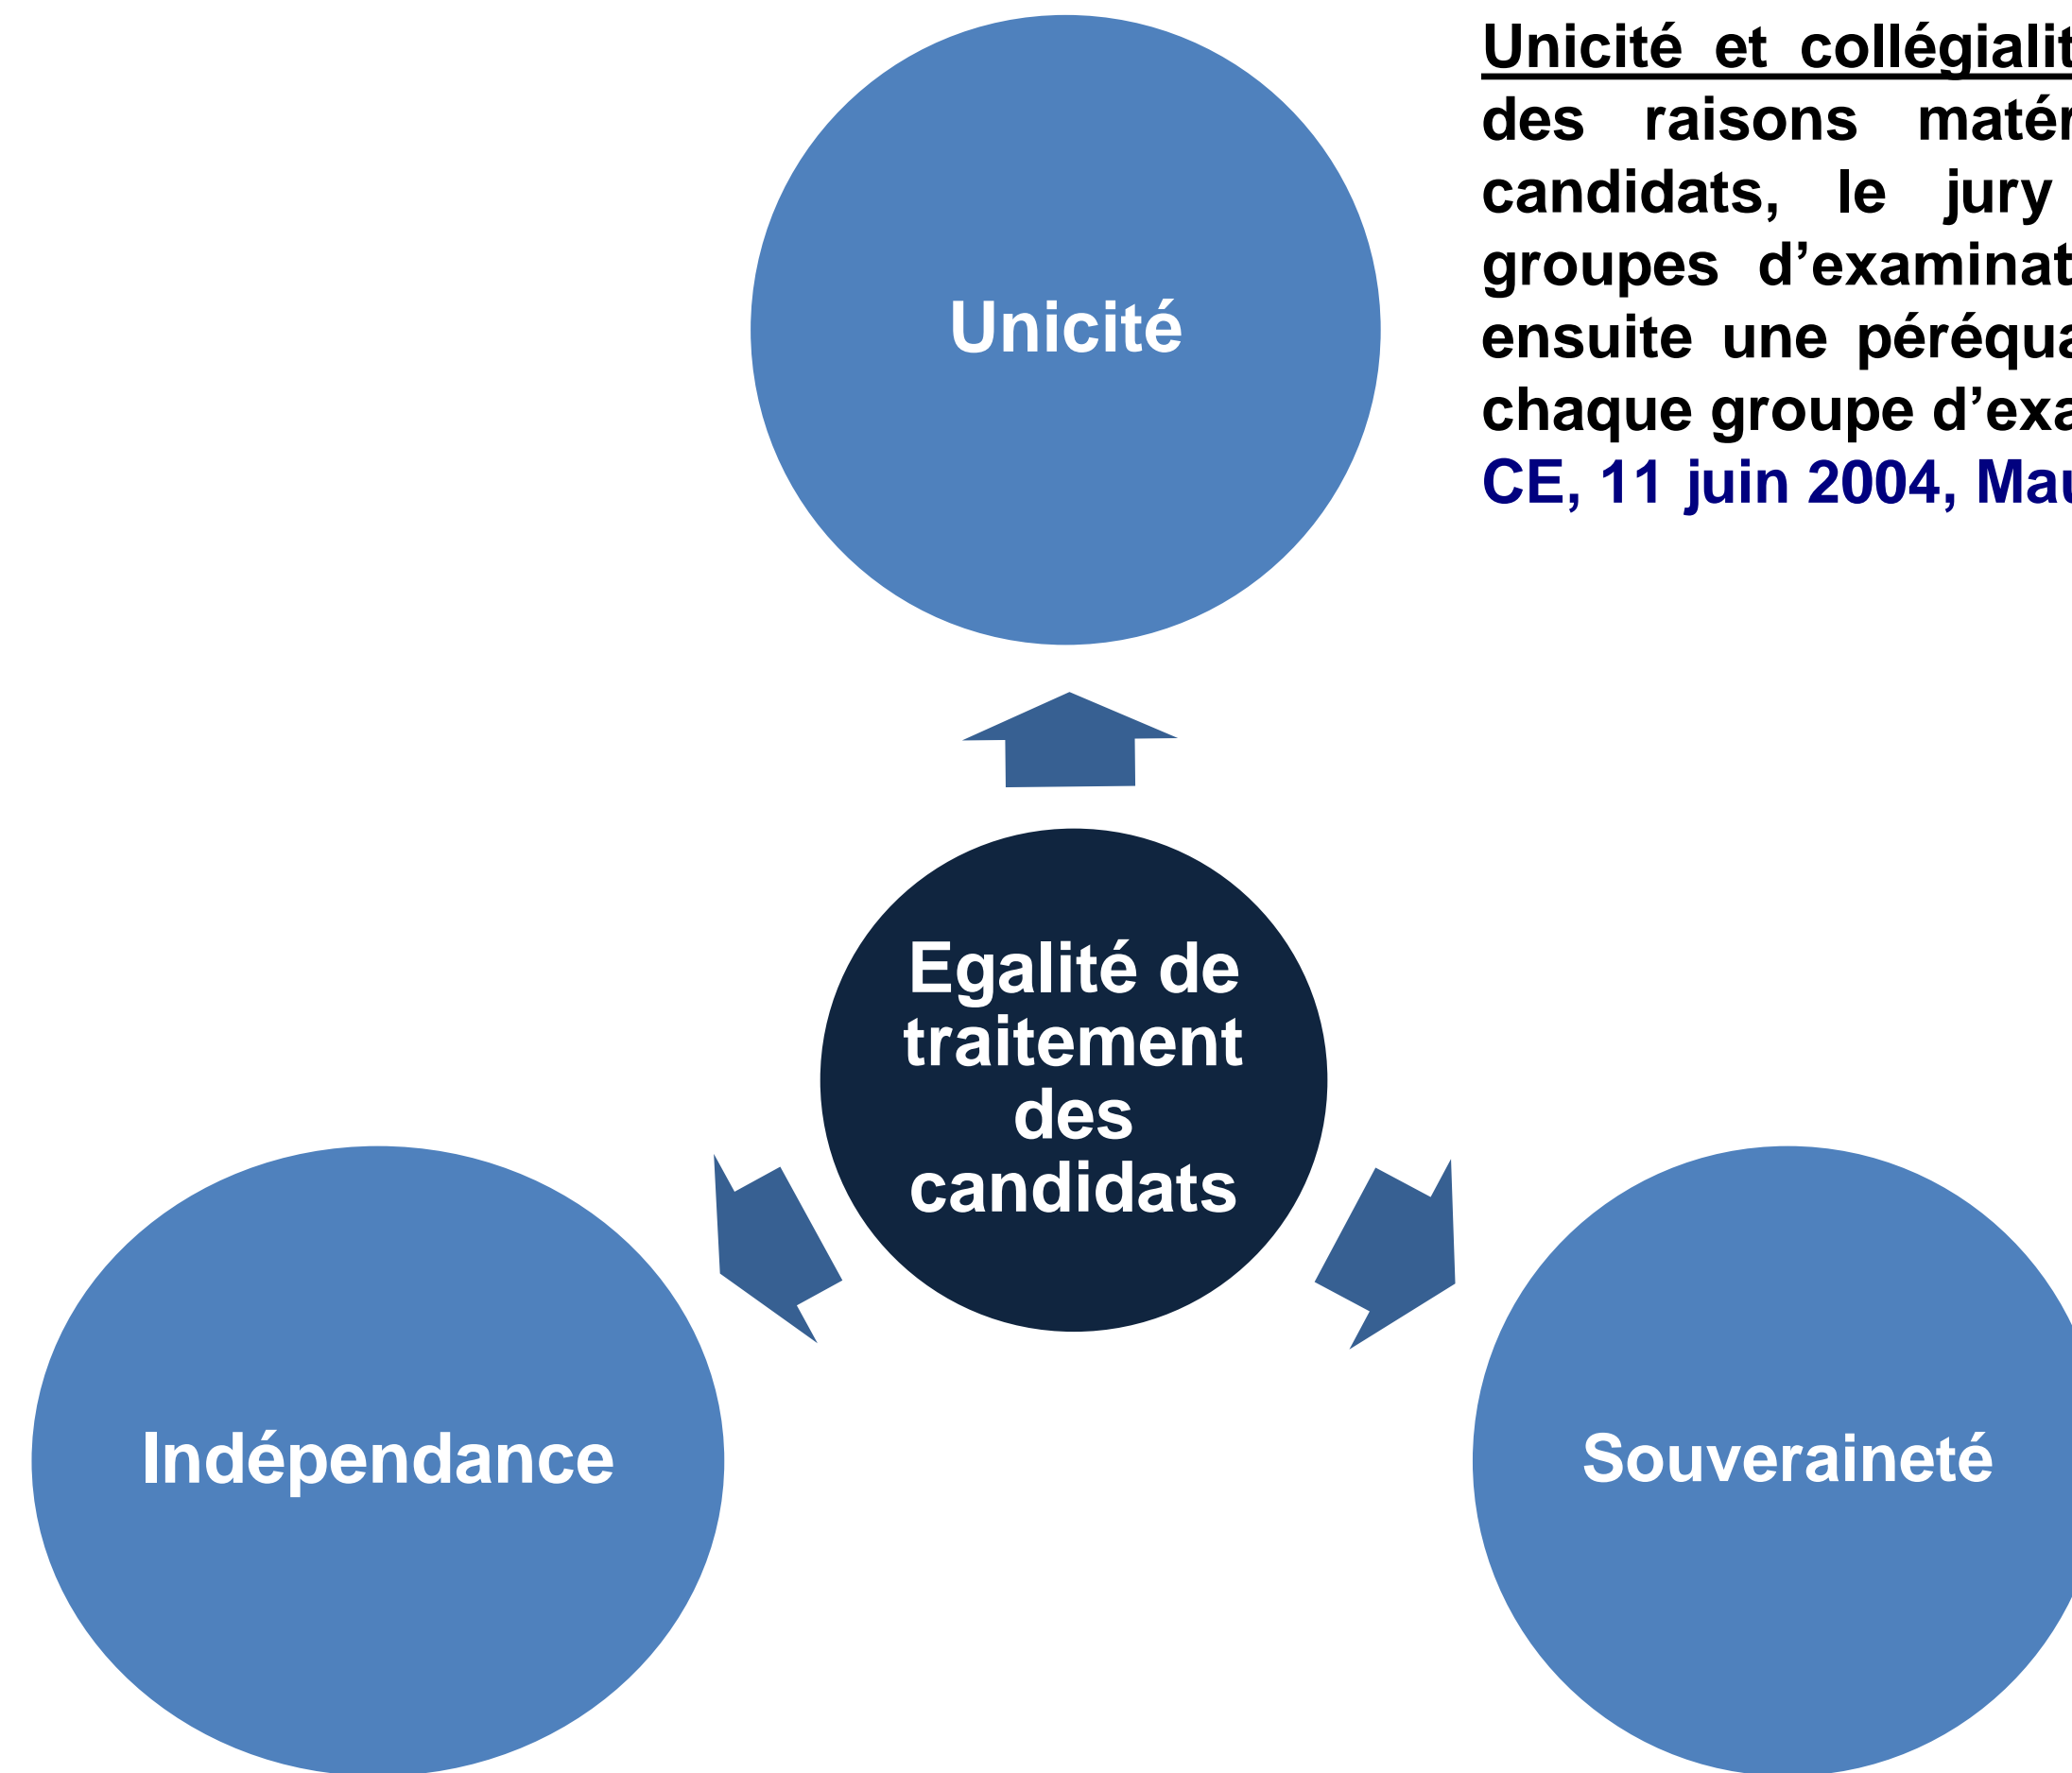 Unicité et collégialit
des raisons matér
candidats, le jury
groupes d’examinat
ensuite une péréqua
chaque groupe d’exa
CE, 11 juin 2004, Mau
Unicité
Egalité de
traitement
des
candidats
Indépendance
Souveraineté